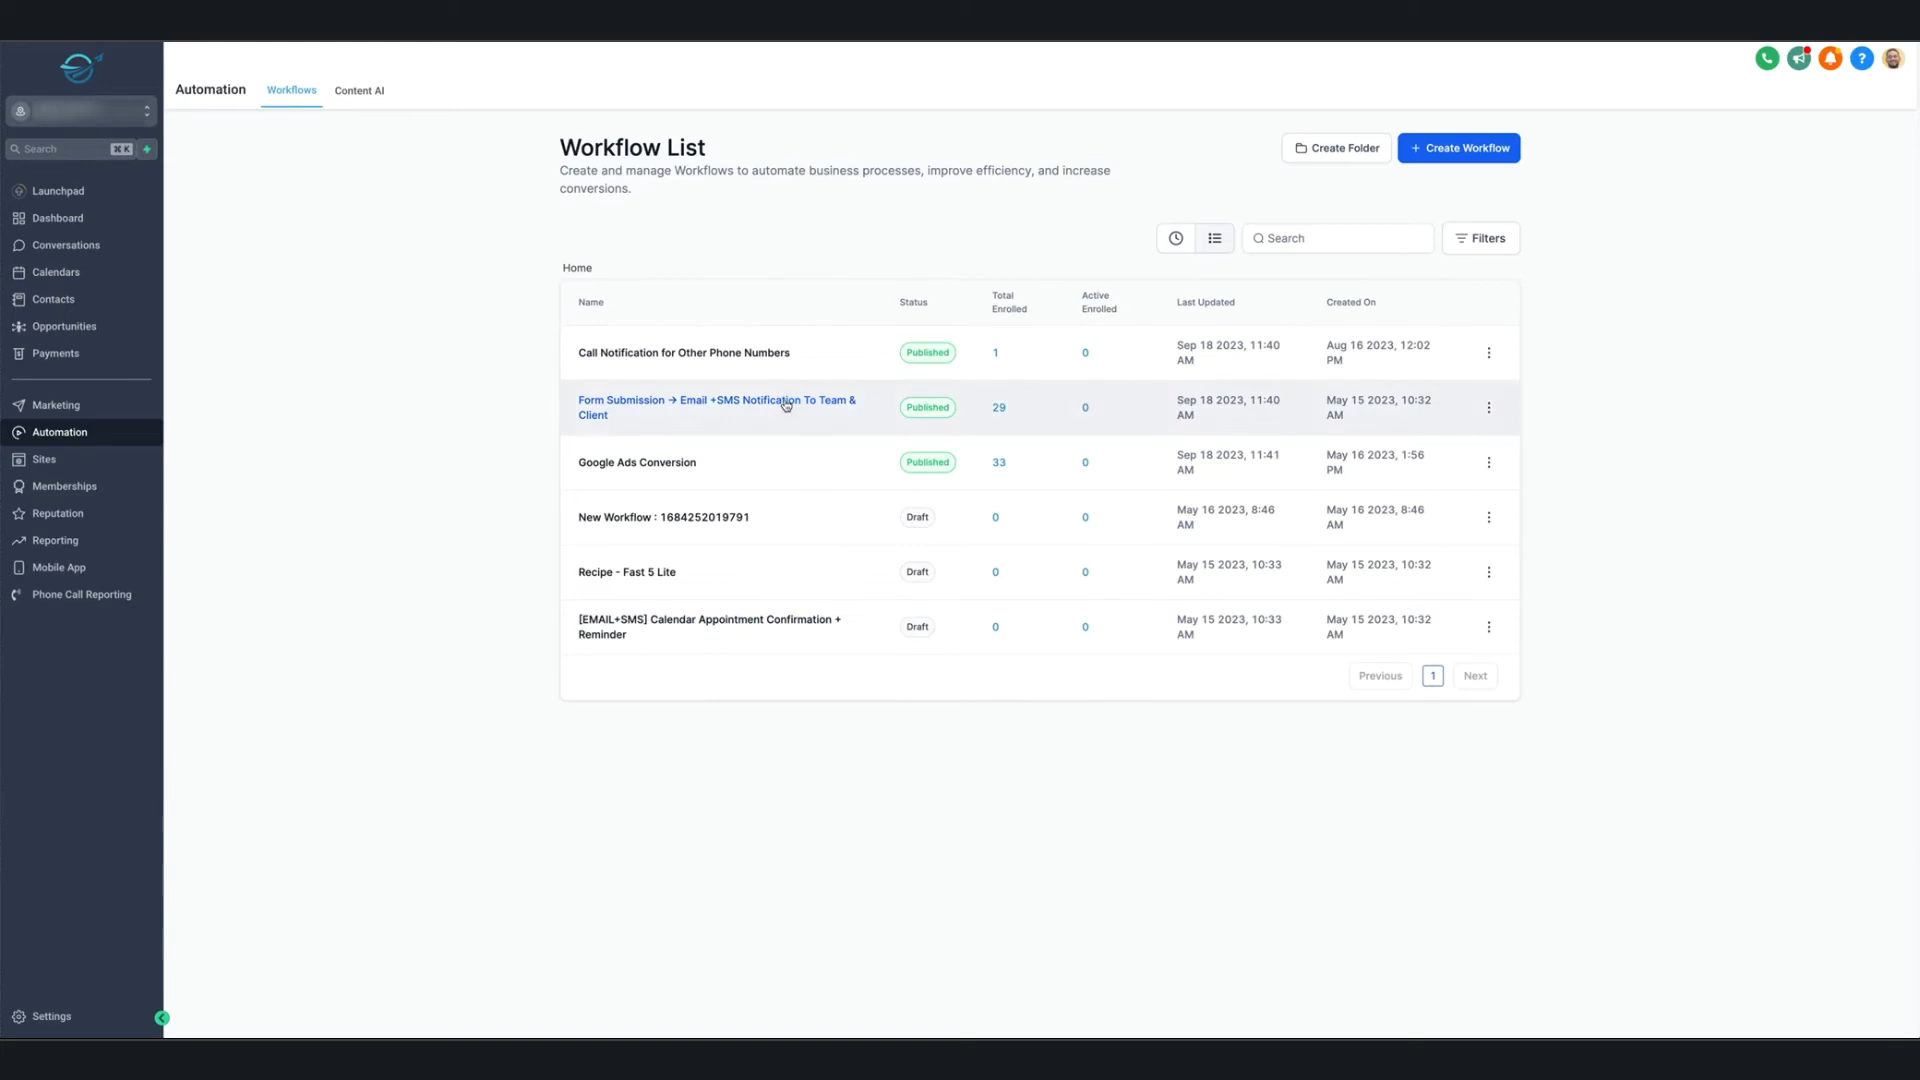 Automation
Workflows
Content AI
Search
⌘ K
Launchpad
Dashboard
Conversations
Calendars
Contacts
Opportunities
Payments
Marketing
Automation
Sites
Memberships
Reputation
Reporting
Mobile App
Phone Call Reporting
Settings
Workflow List
Create and manage Workflows to automate business processes, improve efficiency, and increase
conversions.
Create Folder
+ Create Workflow
Search
Filters
Home
Name
Status
Total
Enrolled
Active
Enrolled
Last Updated
Created On
Call Notification for Other Phone Numbers
Published
1
0
Sep 18 2023, 11:40
AM
Aug 16 2023, 12:02
PM
Form Submission → Email +SMS Notification To Team &
Client
Published
29
0
Sep 18 2023, 11:40
AM
May 15 2023, 10:32
AM
Google Ads Conversion
Published
33
0
Sep 18 2023, 11:41
AM
May 16 2023, 1:56
PM
New Workflow : 1684252019791
Draft
0
0
May 16 2023, 8:46
AM
May 16 2023, 8:46
AM
Recipe - Fast 5 Lite
Draft
0
0
May 15 2023, 10:33
AM
May 15 2023, 10:32
AM
[EMAIL+SMS] Calendar Appointment Confirmation +
Reminder
Draft
0
0
May 15 2023, 10:33
AM
May 15 2023, 10:32
AM
Previous
1
Next